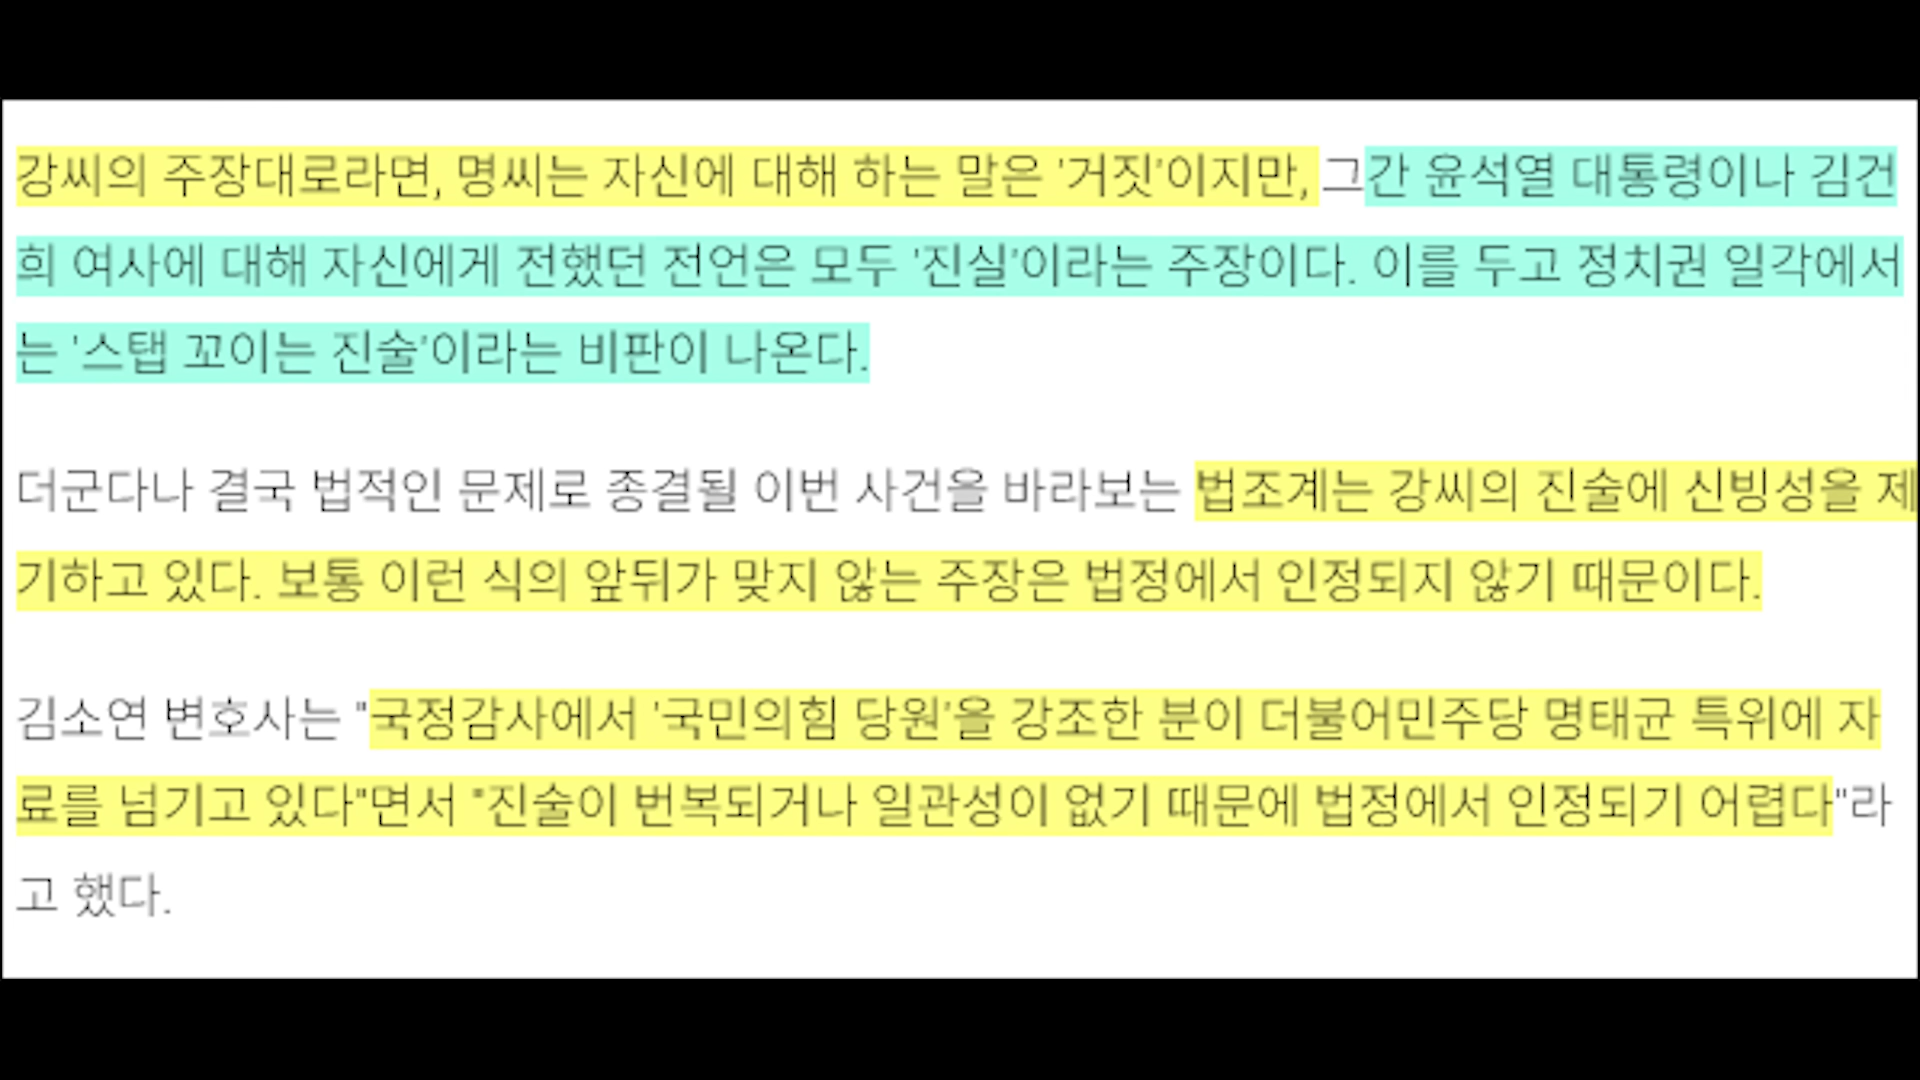 강씨의 주장대로라면, 명씨는 자신에 대해 하는 말은 '거짓'이지만, 그간 윤석열 대통령이나 김건
희 여사에 대해 자신에게 전했던 전언은 모두 '진실'이라는 주장이다. 이를 두고 정치권 일각에서
는 '스탭 꼬이는 진술'이라는 비판이 나온다.
더군다나 결국 법적인 문제로 종결될 이번 사건을 바라보는 법조계는 강씨의 진술에 신빙성을 제
기하고 있다. 보통 이런 식의 앞뒤가 맞지 않는 주장은 법정에서 인정되지 않기 때문이다.
김소연 변호사는 "국정감사에서 '국민의힘 당원'을 강조한 분이 더불어민주당 명태균 특위에 자
료를 넘기고 있다"면서 "진술이 번복되거나 일관성이 없기 때문에 법정에서 인정되기 어렵다"라
고 했다.